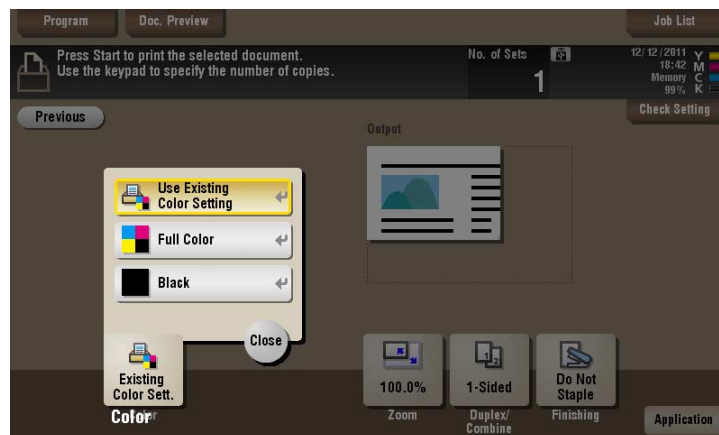 Program
Doc. Preview
Job List
Press Start to print the selected document.
Use the keypad to specify the number of copies.
No. of Sets
1
12/12/2011
18:42
Memory
99%
Y
M
C
K
Previous
Check Setting
Output
Use Existing
Color Setting
Full Color
Black
Close
Existing
Color Sett.
Color
100.0%
Zoom
1-Sided
Duplex/
Combine
Do Not
Staple
Finishing
Application